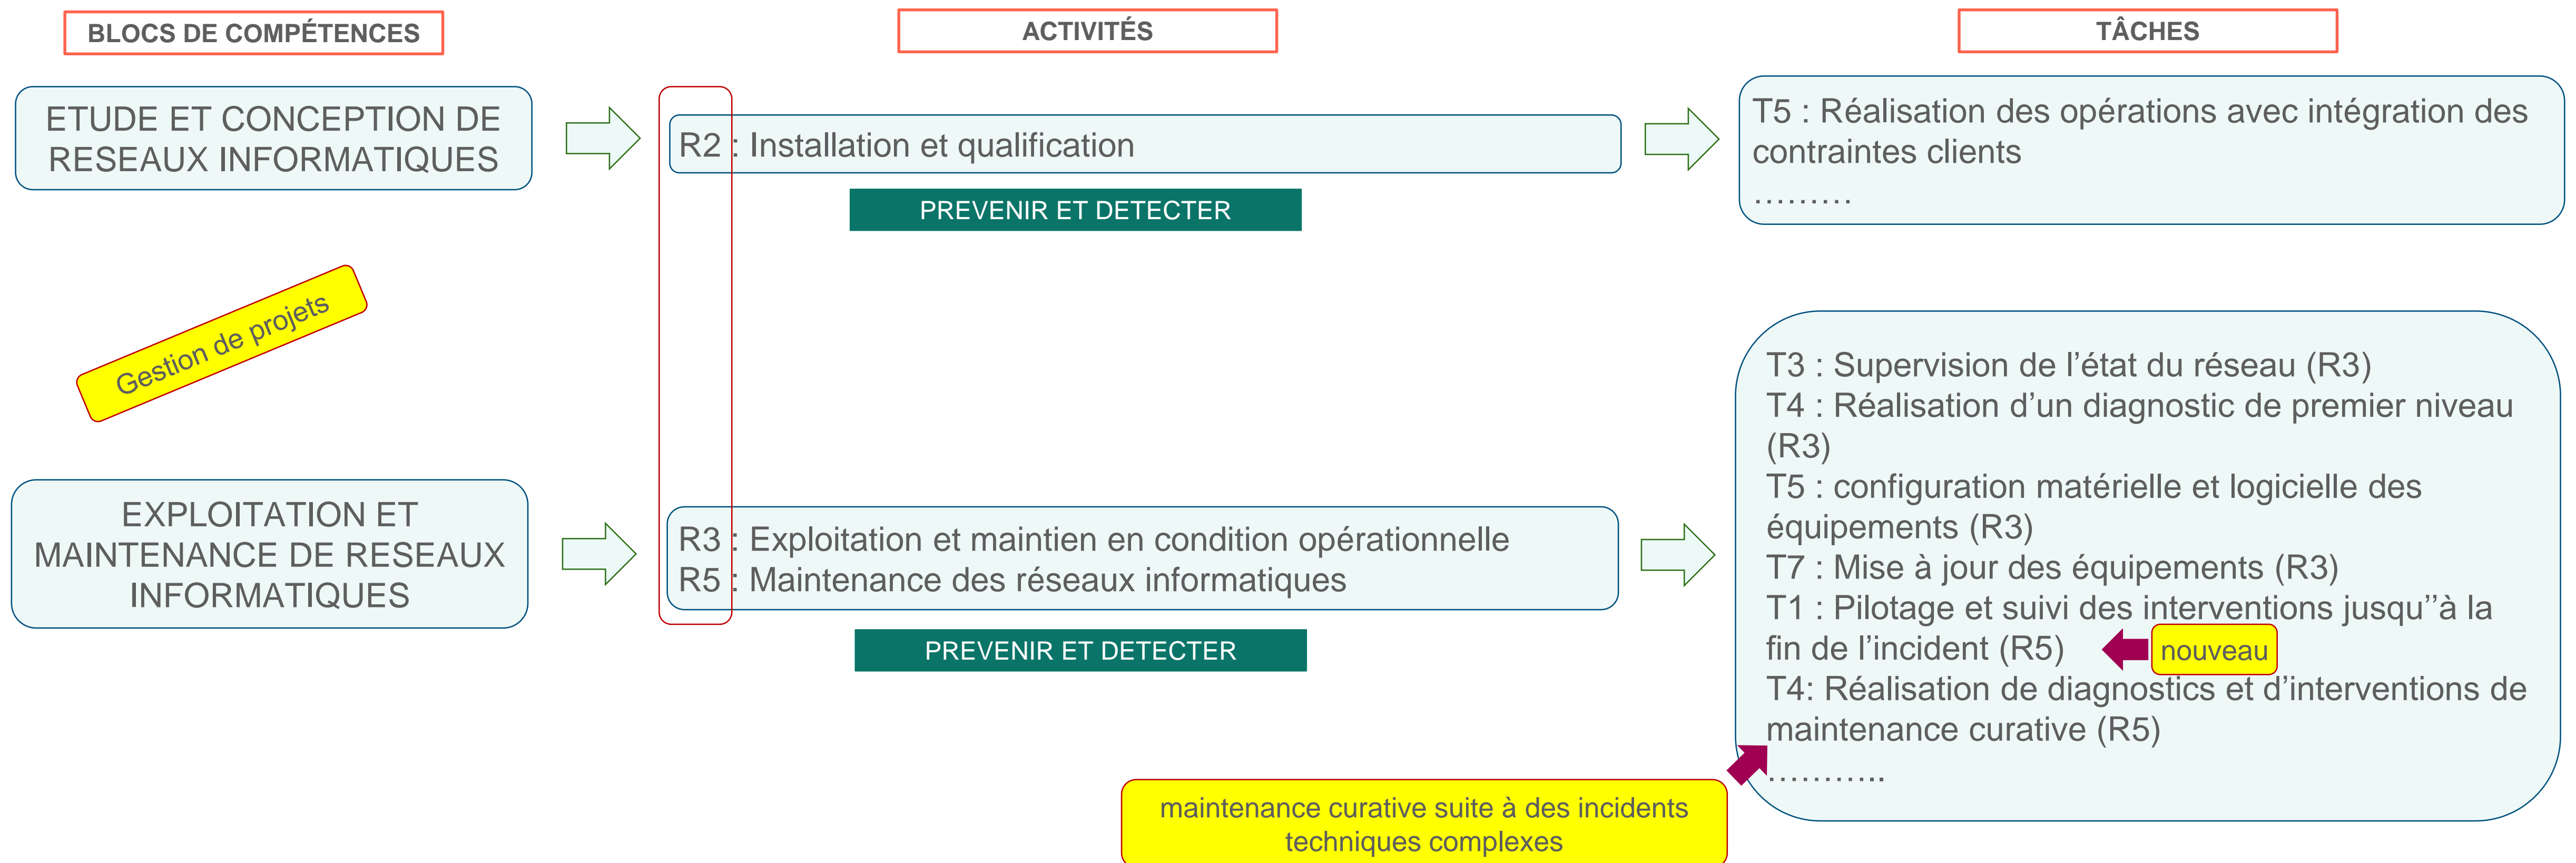 BLOCS DE COMPÉTENCES
ACTIVITÉS
TÂCHES
ETUDE ET CONCEPTION DE
RESEAUX INFORMATIQUES
R2 : Installation et qualification
PREVENIR ET DETECTER
T5 : Réalisation des opérations avec intégration des
contraintes clients
………
Gestion de projets
EXPLOITATION ET
MAINTENANCE DE RESEAUX
INFORMATIQUES
R3 : Exploitation et maintien en condition opérationnelle
R5 : Maintenance des réseaux informatiques
PREVENIR ET DETECTER
T3 : Supervision de l’état du réseau (R3)
T4 : Réalisation d’un diagnostic de premier niveau
(R3)
T5 : configuration matérielle et logicielle des
équipements (R3)
T7 : Mise à jour des équipements (R3)
T1 : Pilotage et suivi des interventions jusqu’’à la
fin de l’incident (R5)
nouveau
T4: Réalisation de diagnostics et d’interventions de
maintenance curative (R5)
………..
maintenance curative suite à des incidents
techniques complexes